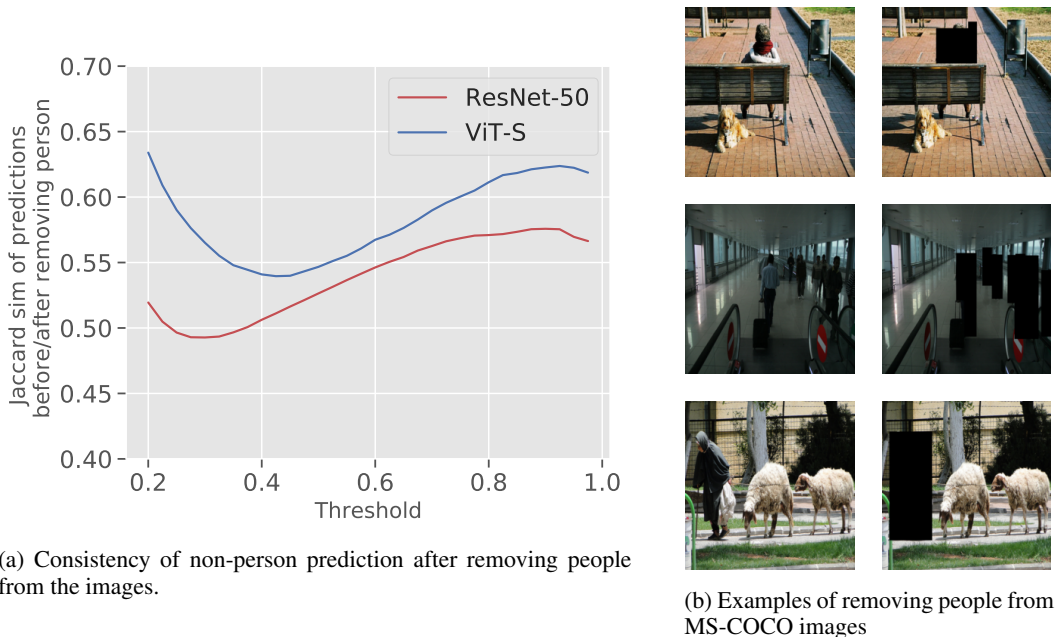 0.70
0.65
0.60
0.55
0.50
0.45
0.40
Jaccard sim of predictions
before/after removing person
ResNet-50
ViT-S
0.2 0.4 0.6 0.8 1.0
Threshold
(a) Consistency of non-person prediction after removing people
from the images.
(b) Examples of removing people from
MS-COCO images